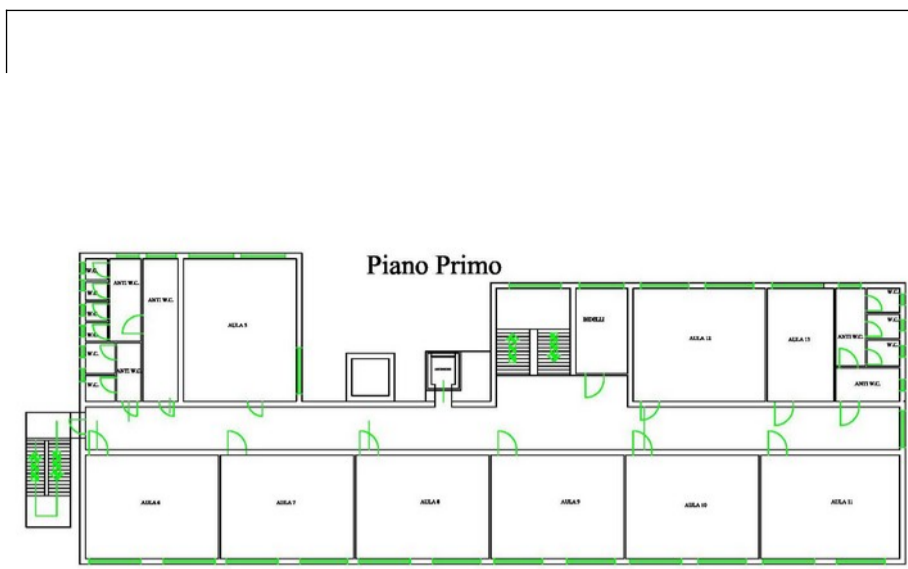 Piano Primo
W.C.
ANTI W.C.
ANTI W.C.
W.C.
W.C.
W.C.
W.C.
W.C.
ANTI W.C.
AULA 5
BIDELLI
AULA 12
AULA 13
ANTI W.C.
W.C.
W.C.
W.C.
ANTI W.C.
AULA 6
AULA 7
AULA 8
AULA 9
AULA 10
AULA 11